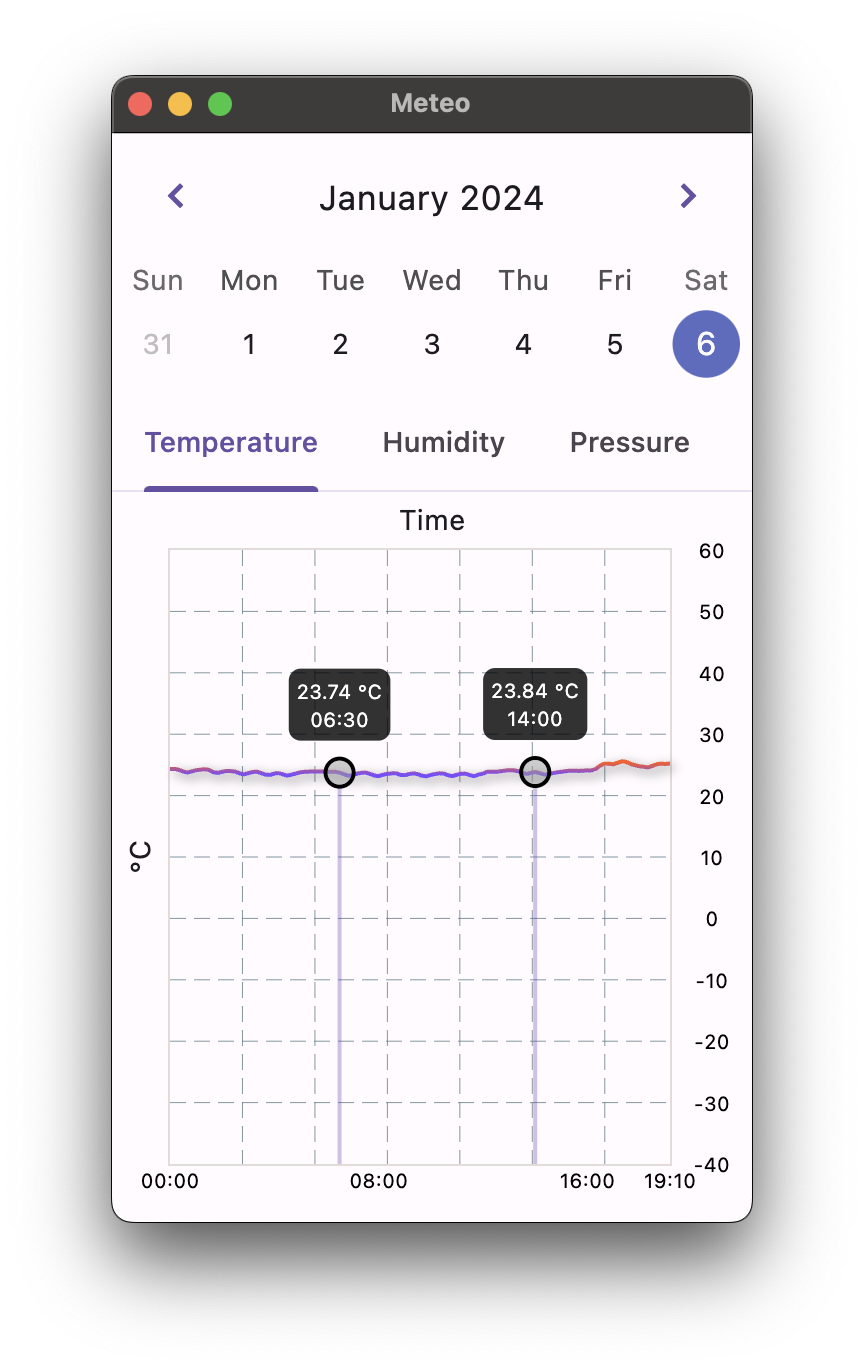 Meteo
January 2024
Sun Mon Tue Wed Thu Fri Sat
31 1 2 3 4 5 6
Temperature Humidity Pressure
Time
60
50
40
23.74 °C
06:30
23.84 °C
14:00
30
20
10
°C
0
-10
-20
-30
-40
00:00 08:00 16:00 19:10